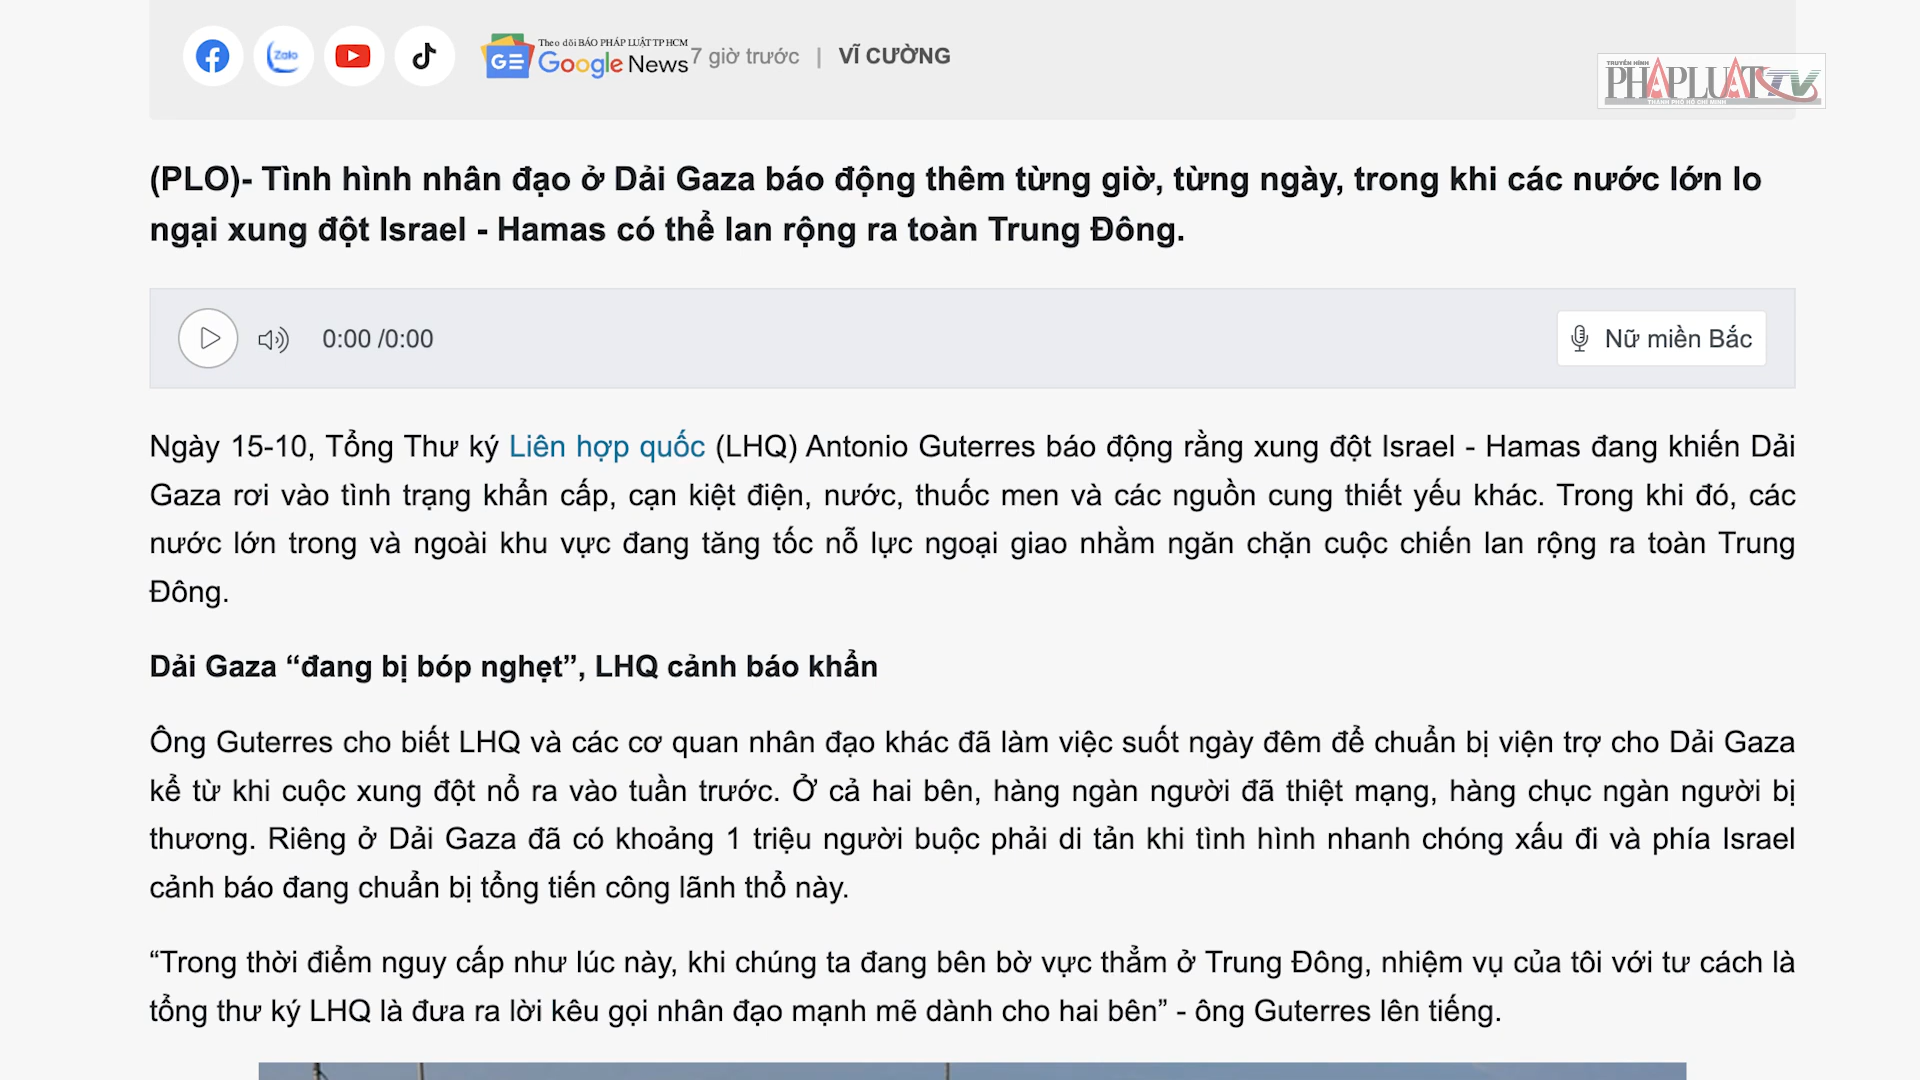 Zalo
Theo dõi BÁO PHÁP LUẬT TP HCM
GE Google News
7 giờ trước | VĨ CƯỜNG
TRUYỀN HÌNH
PHÁPLUẬT TV
THÀNH PHỐ HỒ CHÍ MINH
(PLO)- Tình hình nhân đạo ở Dải Gaza báo động thêm từng giờ, từng ngày, trong khi các nước lớn lo
ngại xung đột Israel - Hamas có thể lan rộng ra toàn Trung Đông.
0:00 /0:00
Nữ miền Bắc
Ngày 15-10, Tổng Thư ký Liên hợp quốc (LHQ) Antonio Guterres báo động rằng xung đột Israel - Hamas đang khiến Dải
Gaza rơi vào tình trạng khẩn cấp, cạn kiệt điện, nước, thuốc men và các nguồn cung thiết yếu khác. Trong khi đó, các
nước lớn trong và ngoài khu vực đang tăng tốc nỗ lực ngoại giao nhằm ngăn chặn cuộc chiến lan rộng ra toàn Trung
Đông.
Dải Gaza “đang bị bóp nghẹt”, LHQ cảnh báo khẩn
Ông Guterres cho biết LHQ và các cơ quan nhân đạo khác đã làm việc suốt ngày đêm để chuẩn bị viện trợ cho Dải Gaza
kể từ khi cuộc xung đột nổ ra vào tuần trước. Ở cả hai bên, hàng ngàn người đã thiệt mạng, hàng chục ngàn người bị
thương. Riêng ở Dải Gaza đã có khoảng 1 triệu người buộc phải di tản khi tình hình nhanh chóng xấu đi và phía Israel
cảnh báo đang chuẩn bị tổng tiến công lãnh thổ này.
“Trong thời điểm nguy cấp như lúc này, khi chúng ta đang bên bờ vực thẳm ở Trung Đông, nhiệm vụ của tôi với tư cách là
tổng thư ký LHQ là đưa ra lời kêu gọi nhân đạo mạnh mẽ dành cho hai bên” - ông Guterres lên tiếng.